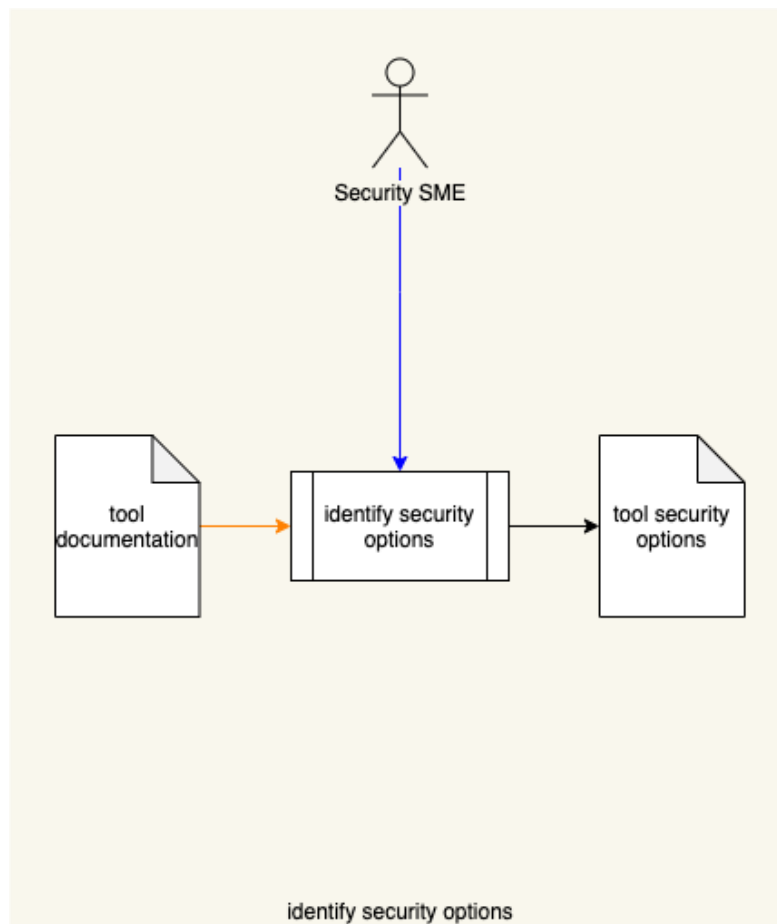 Security SME
tool
documentation
identify security
options
tool security
options
identify security options